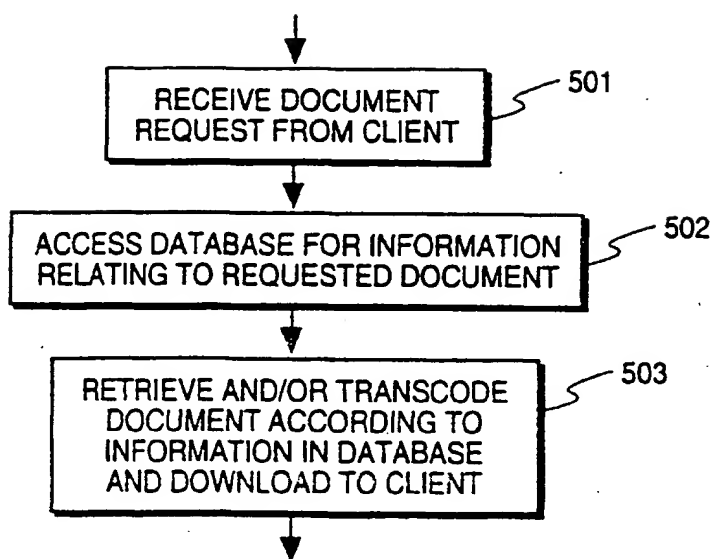 RECEIVE DOCUMENT
REQUEST FROM CLIENT
501
ACCESS DATABASE FOR INFORMATION
RELATING TO REQUESTED DOCUMENT
502
RETRIEVE AND/OR TRANSCODE
DOCUMENT ACCORDING TO
INFORMATION IN DATABASE
AND DOWNLOAD TO CLIENT
503